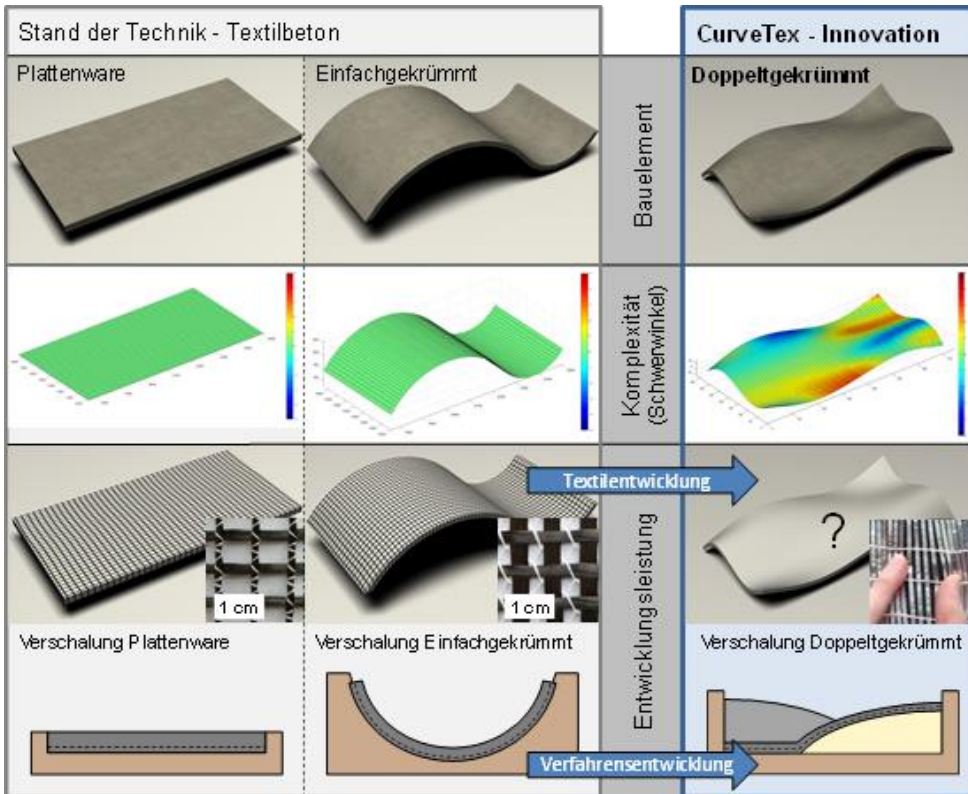 Stand der Technik - Textilbeton
CurveTex - Innovation
Plattenware
Einfachgekrümmt
Doppeltgekrümmt
Bauelement
Komplexität
(Schwerwinkel)
Textilentwicklung
?
1 cm
1 cm
Entwicklungsleistung
Verschalung Plattenware
Verschalung Einfachgekrümmt
Verschalung Doppeltgekrümmt
Verfahrensentwicklung